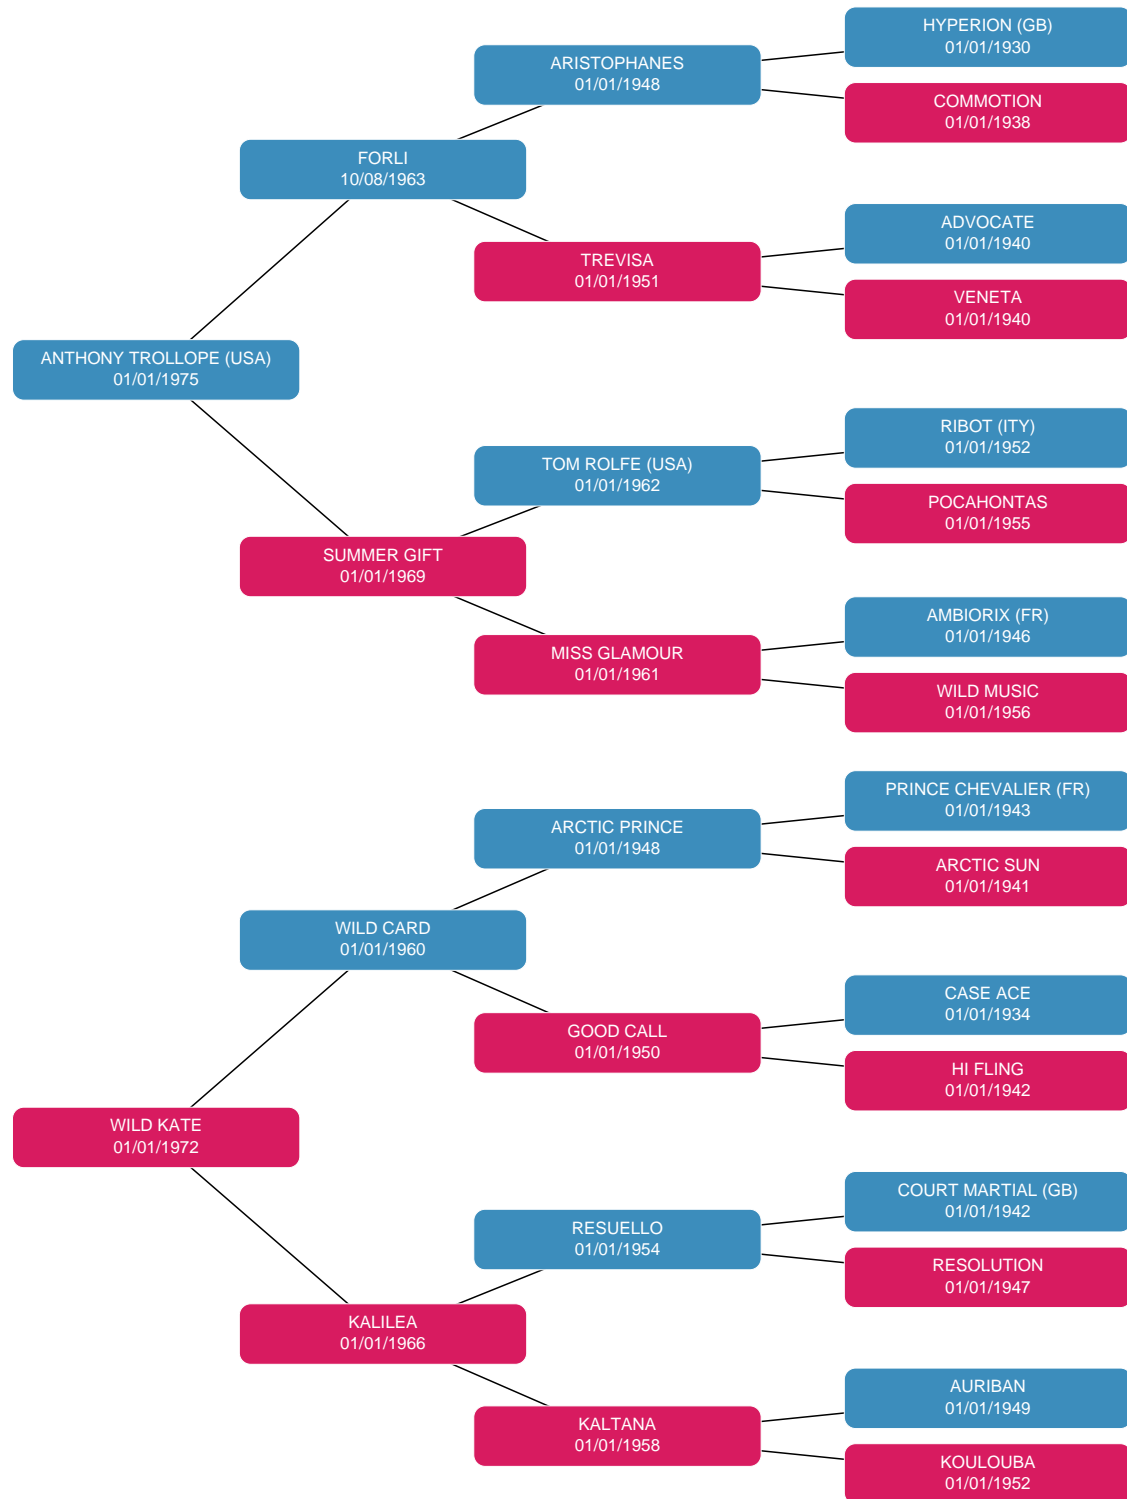 HYPERION (GB)
01/01/1930
ARISTOPHANES
01/01/1948
COMMOTION
01/01/1938
FORLI
10/08/1963
ADVOCATE
01/01/1940
TREVISA
01/01/1951
VENETA
01/01/1940
ANTHONY TROLLOPE (USA)
01/01/1975
RIBOT (ITY)
01/01/1952
TOM ROLFE (USA)
01/01/1962
POCAHONTAS
01/01/1955
SUMMER GIFT
01/01/1969
AMBIORIX (FR)
01/01/1946
MISS GLAMOUR
01/01/1961
WILD MUSIC
01/01/1956
PRINCE CHEVALIER (FR)
01/01/1943
ARCTIC PRINCE
01/01/1948
ARCTIC SUN
01/01/1941
WILD CARD
01/01/1960
CASE ACE
01/01/1934
GOOD CALL
01/01/1950
HI FLING
01/01/1942
WILD KATE
01/01/1972
COURT MARTIAL (GB)
01/01/1942
RESUELLO
01/01/1954
RESOLUTION
01/01/1947
KALILEA
01/01/1966
AURIBAN
01/01/1949
KALTANA
01/01/1958
KOULOUBA
01/01/1952